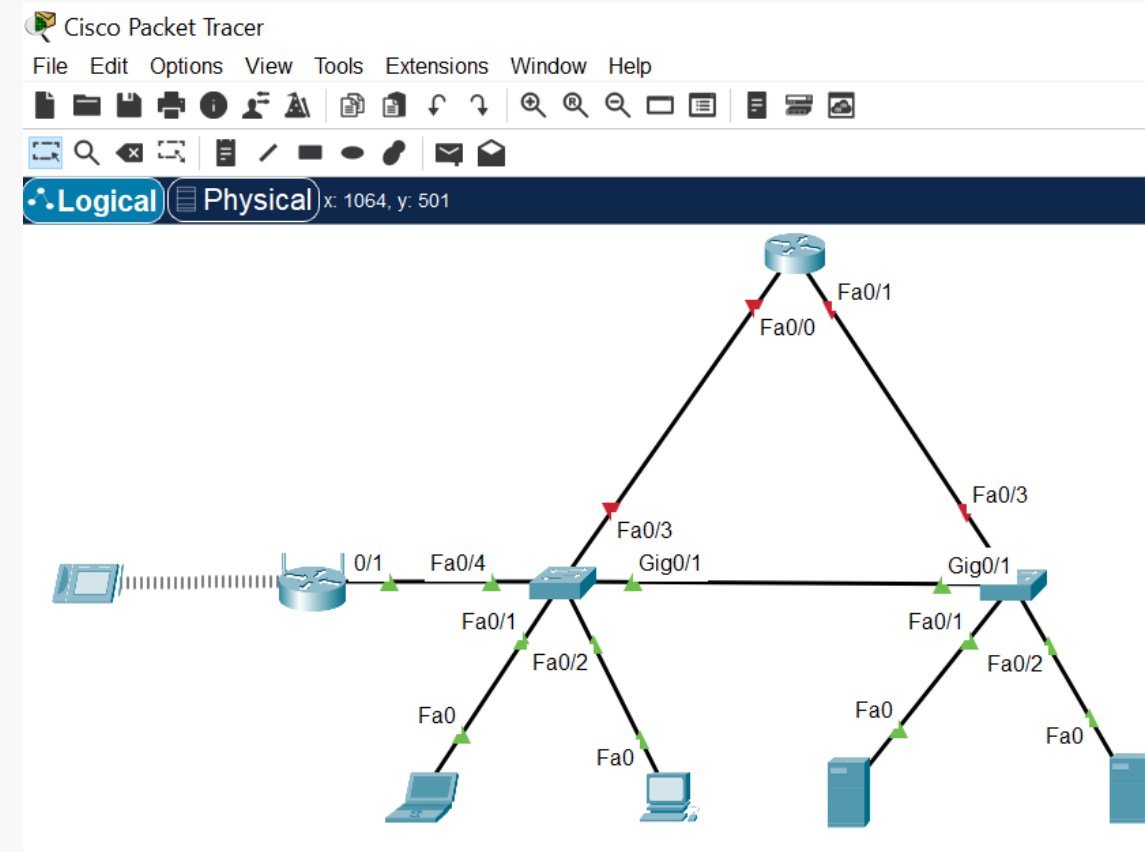 Cisco Packet Tracer
File Edit Options View Tools Extensions Window Help
R
Logical Physical x: 1064, y: 501
Fa0/1
Fa0/0
Fa0/3
Fa0/3
0/1 Fa0/4 Gig0/1 Gig0/1
Fa0/1 Fa0/1
Fa0/2 Fa0/2
Fa0 Fa0
Fa0 Fa0